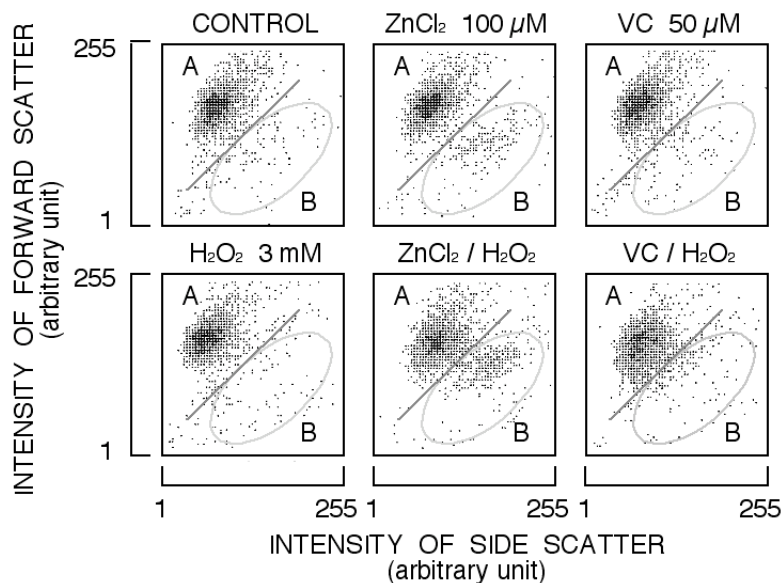 CONTROL
ZnCl₂ 100 µM
VC 50 µM
255
A
A
A
B
B
B
1
H₂O₂ 3 mM
ZnCl₂ / H₂O₂
VC / H₂O₂
255
A
A
A
B
B
B
1
INTENSITY OF FORWARD SCATTER
(arbitrary unit)
1 255
1 255
1 255
INTENSITY OF SIDE SCATTER
(arbitrary unit)